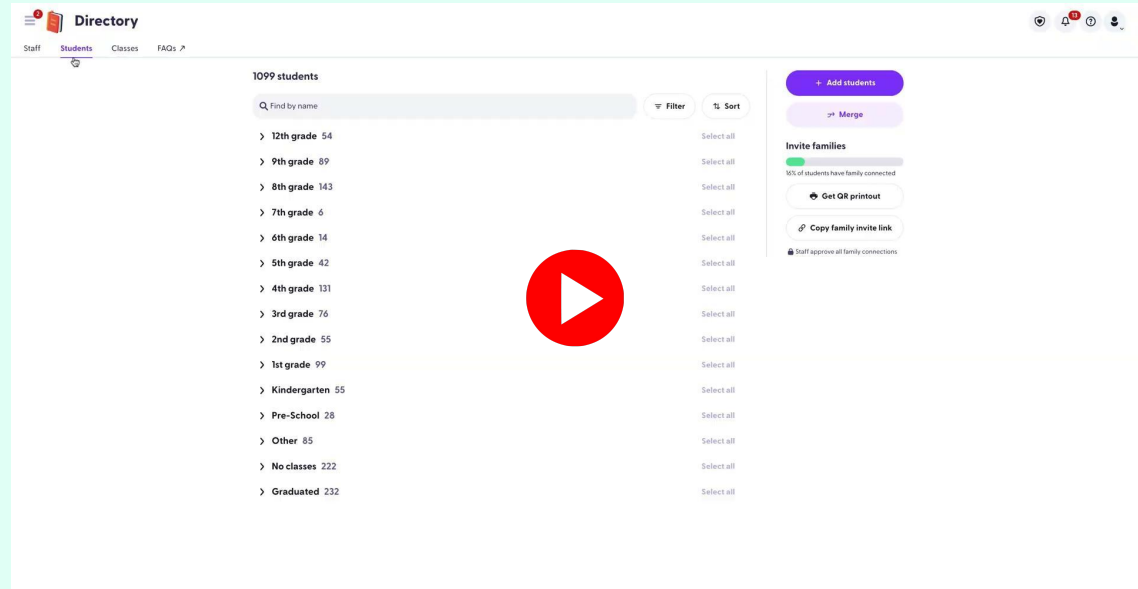 2
Directory
13
Staff Students Classes FAQs ↗
1099 students
Find by name
Filter
Sort
12th grade 54 Select all
9th grade 89 Select all
8th grade 143 Select all
7th grade 6 Select all
6th grade 14 Select all
5th grade 42 Select all
4th grade 131 Select all
3rd grade 76 Select all
2nd grade 55 Select all
1st grade 99 Select all
Kindergarten 55 Select all
Pre-School 28 Select all
Other 85 Select all
No classes 222 Select all
Graduated 232 Select all
+ Add students
Merge
Invite families
16% of students have family connected
Get QR printout
Copy family invite link
Staff approve all family connections